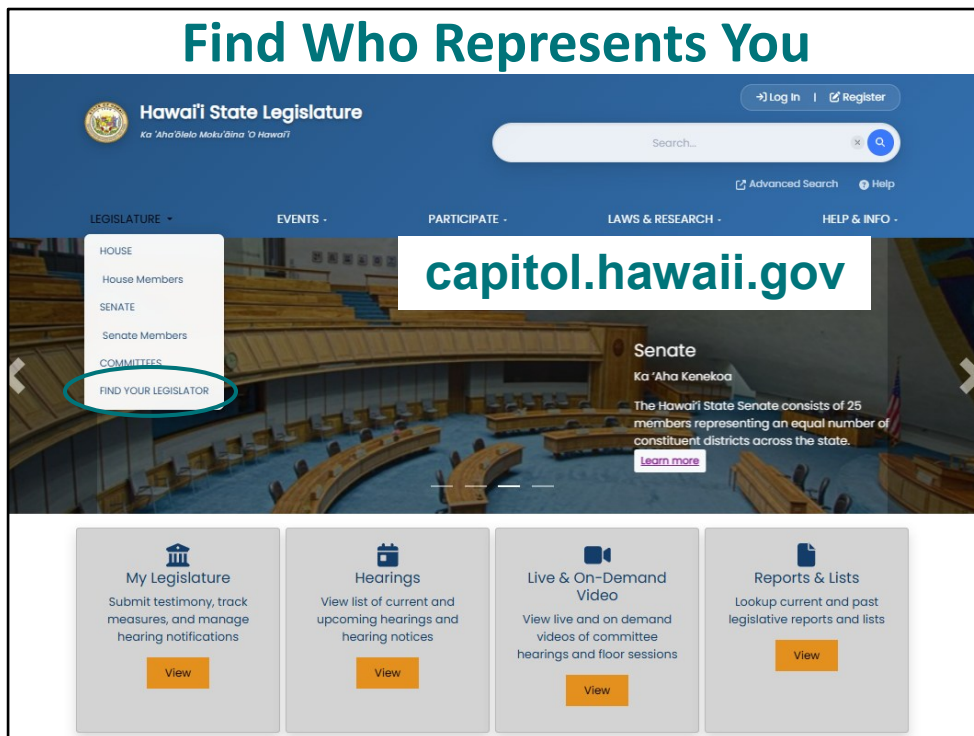 Find Who Represents You
Hawai'i State Legislature
Ka 'Aha'ōlelo Moku'āina 'O Hawai'i
Log In | Register
Search...
Advanced Search Help
LEGISLATURE EVENTS PARTICIPATE LAWS & RESEARCH HELP & INFO
HOUSE
House Members
SENATE
Senate Members
COMMITTEES
FIND YOUR LEGISLATOR
capitol.hawaii.gov
Senate
Ka 'Aha Kenekoa
The Hawai'i State Senate consists of 25
members representing an equal number of
constituent districts across the state.
Learn more
My Legislature
Submit testimony, track
measures, and manage
hearing notifications
View
Hearings
View list of current and
upcoming hearings and
hearing notices
View
Live & On-Demand
Video
View live and on demand
videos of committee
hearings and floor sessions
View
Reports & Lists
Lookup current and past
legislative reports and lists
View